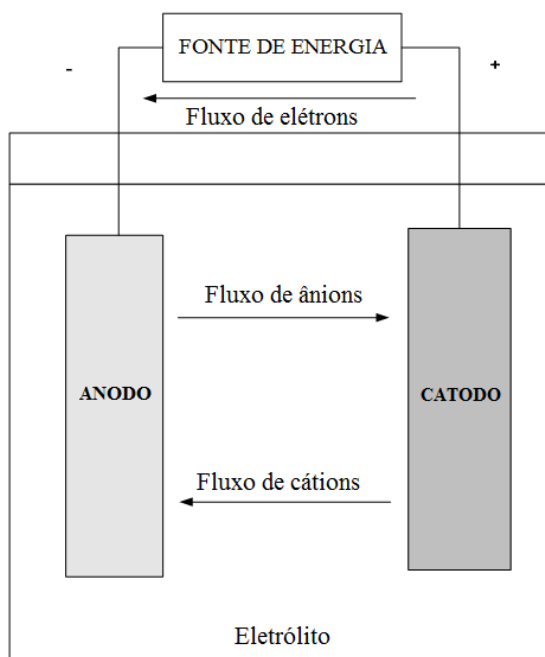 FONTE DE ENERGIA
-
+
Fluxo de elétrons
Fluxo de ânions
ANODO
CATODO
Fluxo de cátions
Eletrólito